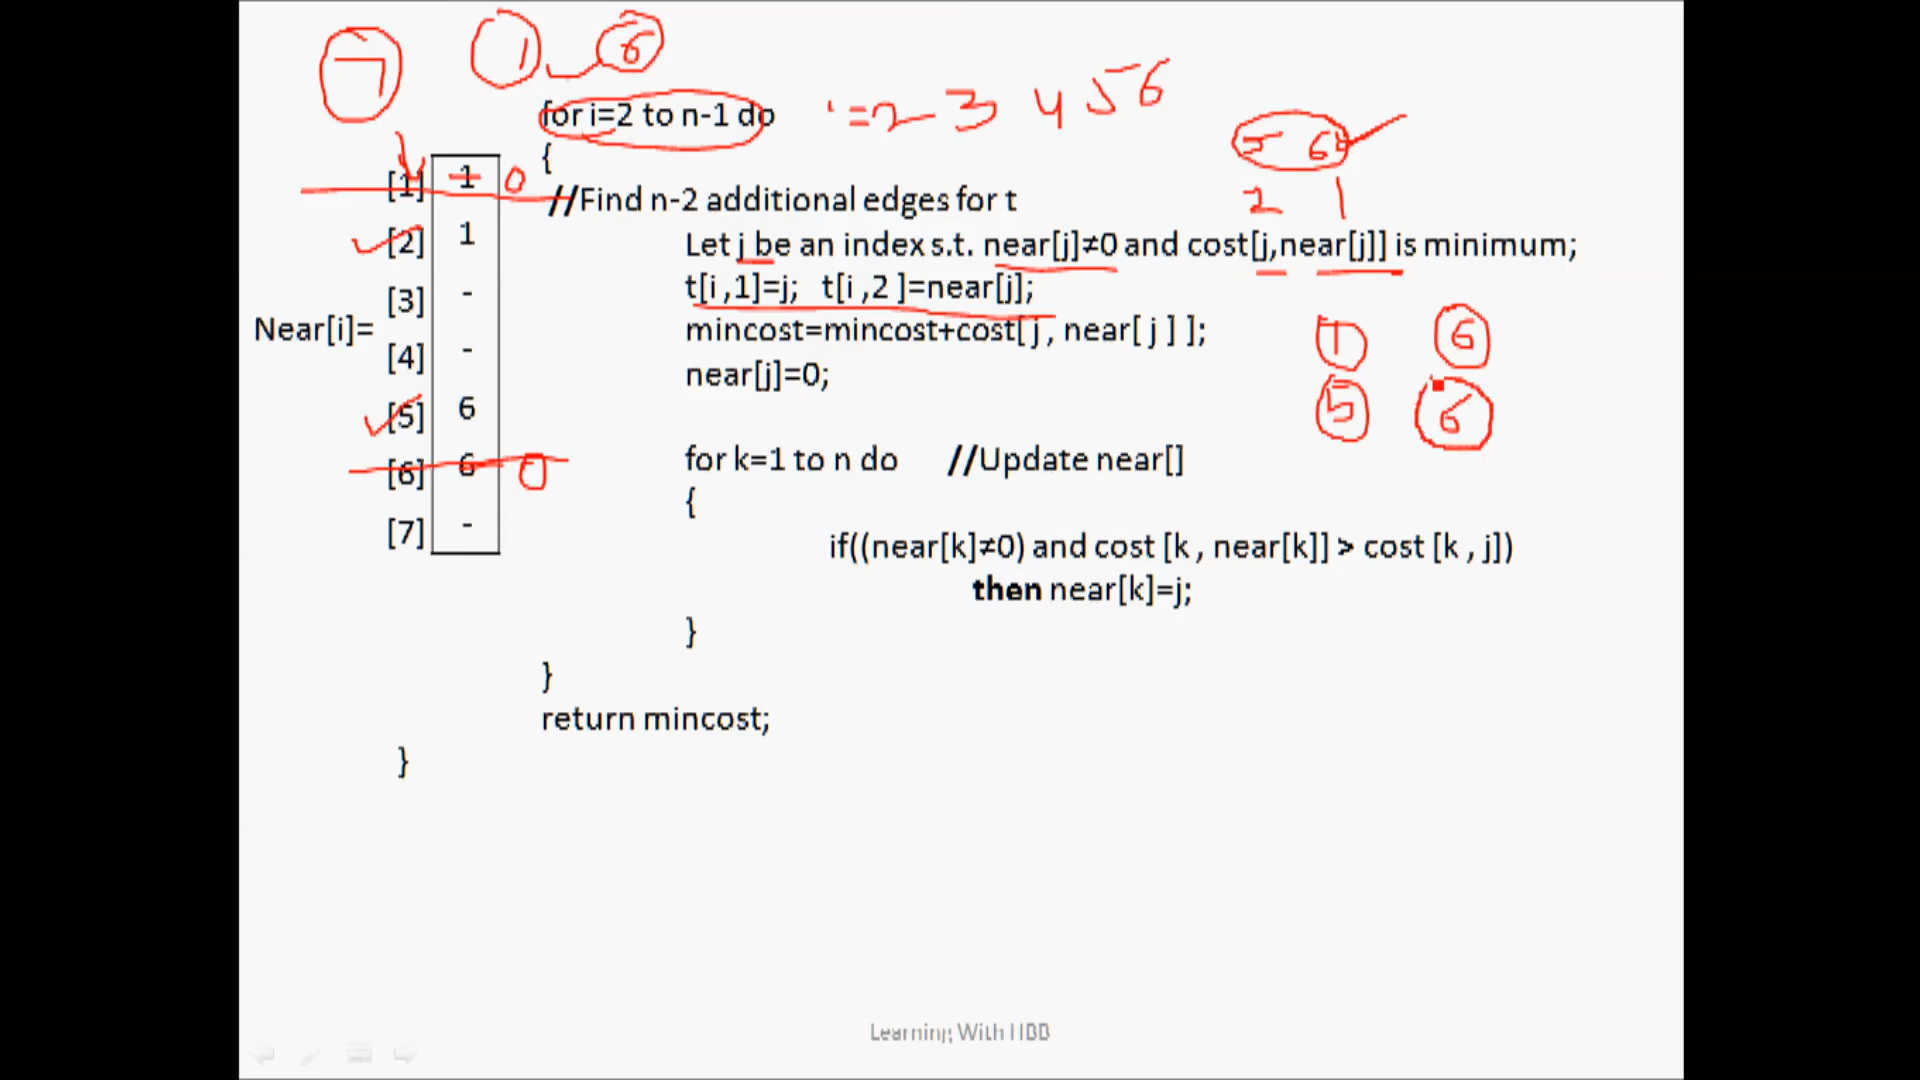 7 1 6
for i=2 to n-1 do i=2 3 4 5 6
{ 5 6
[1] 1 0
//Find n-2 additional edges for t 2 1
[2] 1 Let j be an index s.t. near[j]≠0 and cost[j,near[j]] is minimum;
[3] - t[i ,1]=j; t[i ,2 ]=near[j];
Near[i]= mincost=mincost+cost[ j , near[ j ] ]; 1 6
[4] - near[j]=0;
[5] 6 5 6
[6] 6 0 for k=1 to n do //Update near[]
{
[7] - if((near[k]≠0) and cost [k , near[k]] > cost [k , j])
then near[k]=j;
}
}
return mincost;
}
Learning With